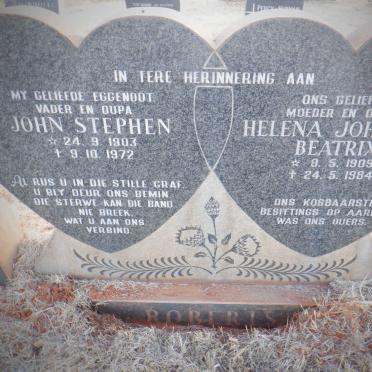 IN TERE HERINNERING AAN
MY GELIEFDE EGGENOOT
VADER EN OUPA
JOHN STEPHEN
☆ 24. 9. 1903
✝ 9. 10. 1972
AL RUS U IN DIE STILLE GRAF
U BLY DEUR ONS BEMIN
DIE STERWE KAN DIE BAND
NIE BREEK,
WAT U AAN ONS
VERBIND.
ONS
MOEDER EN
HELENA
BEATRIX
☆ 9. 5. 1909
✝ 24. 5. 1984
ONS KOSBAARSTE
BESITTINGS OP
WAS ONS OUERS.
ROBERTS